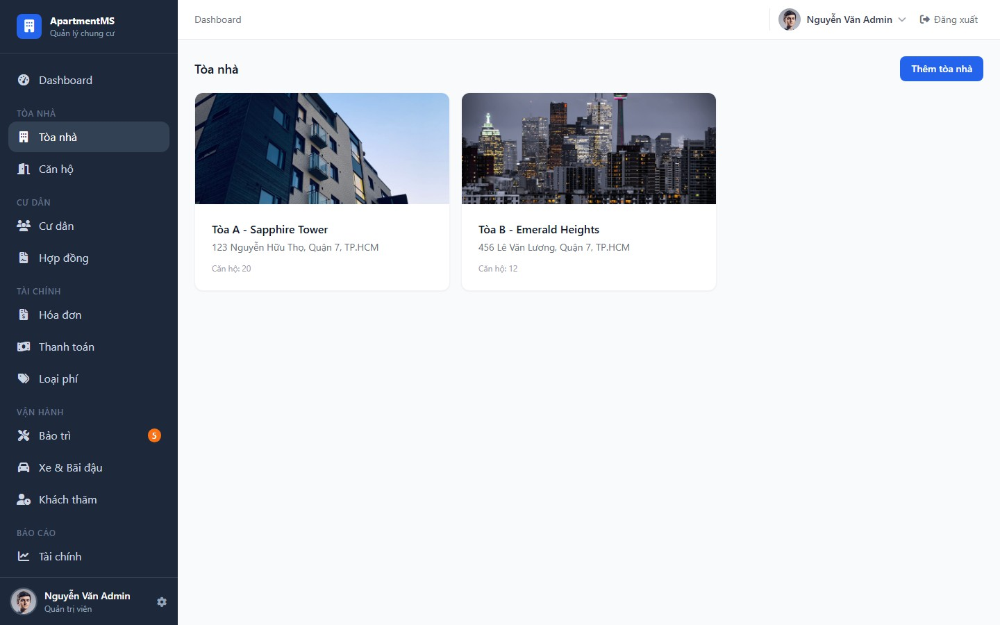 ApartmentMS
Quản lý chung cư
Dashboard
TÒA NHÀ
Tòa nhà
Căn hộ
CƯ DÂN
Cư dân
Hợp đồng
TÀI CHÍNH
Hóa đơn
Thanh toán
Loại phí
VẬN HÀNH
Bảo trì 5
Xe & Bãi đậu
Khách thăm
BÁO CÁO
Tài chính
Nguyễn Văn Admin
Quản trị viên
Dashboard
Nguyễn Văn Admin
Đăng xuất
Tòa nhà
Thêm tòa nhà
Tòa A - Sapphire Tower
123 Nguyễn Hữu Thọ, Quận 7, TP.HCM
Căn hộ: 20
Tòa B - Emerald Heights
456 Lê Văn Lương, Quận 7, TP.HCM
Căn hộ: 12